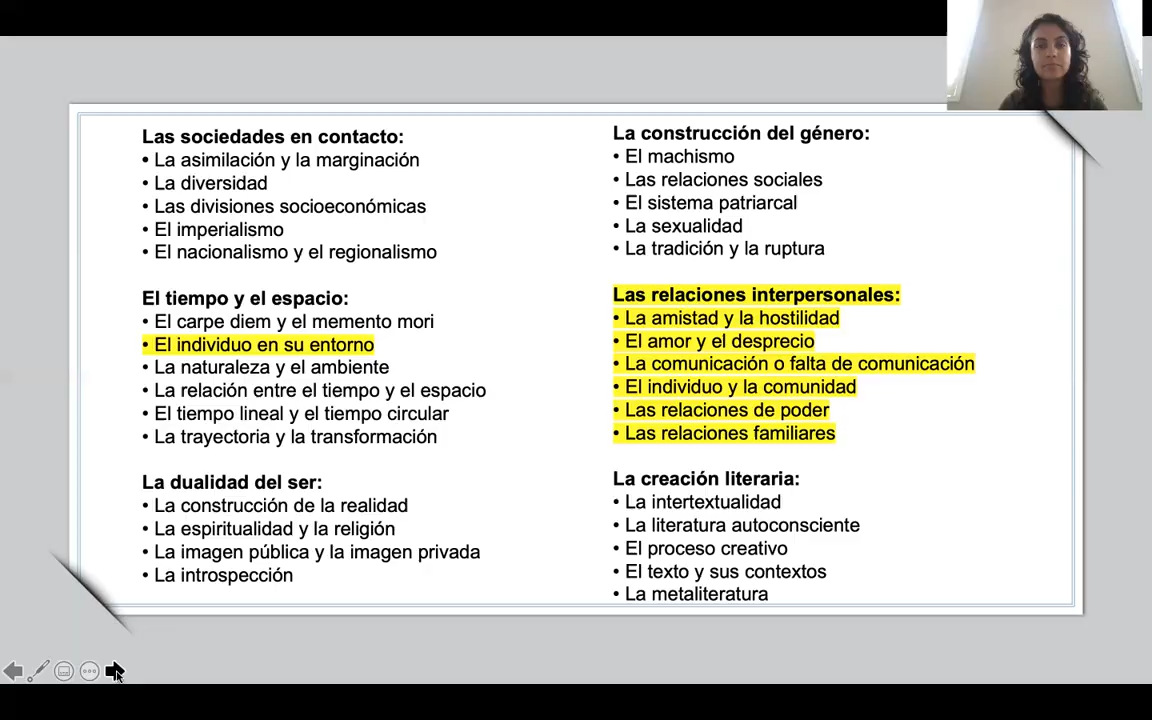 Las sociedades en contacto:
• La asimilación y la marginación
• La diversidad
• Las divisiones socioeconómicas
• El imperialismo
• El nacionalismo y el regionalismo
El tiempo y el espacio:
• El carpe diem y el memento mori
• El individuo en su entorno
• La naturaleza y el ambiente
• La relación entre el tiempo y el espacio
• El tiempo lineal y el tiempo circular
• La trayectoria y la transformación
La dualidad del ser:
• La construcción de la realidad
• La espiritualidad y la religión
• La imagen pública y la imagen privada
• La introspección
La construcción del género:
• El machismo
• Las relaciones sociales
• El sistema patriarcal
• La sexualidad
• La tradición y la ruptura
Las relaciones interpersonales:
• La amistad y la hostilidad
• El amor y el desprecio
• La comunicación o falta de comunicación
• El individuo y la comunidad
• Las relaciones de poder
• Las relaciones familiares
La creación literaria:
• La intertextualidad
• La literatura autoconsciente
• El proceso creativo
• El texto y sus contextos
• La metaliteratura